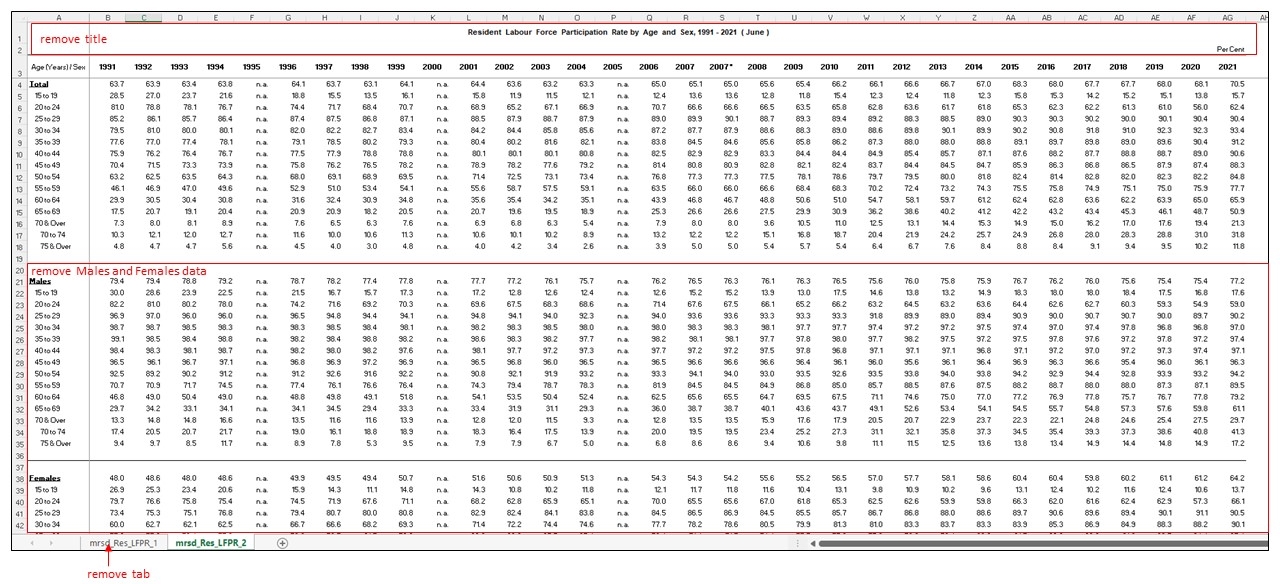 A B C D E F G H I J K L M N O P Q R S T U V W X Y Z AA AB AC AD AE AF AG AH
1 remove title Resident Labour Force Participation Rate by Age and Sex, 1991 - 2021 ( June )
2 Per Cent
3 Age (Years) / Sex 1991 1992 1993 1994 1995 1996 1997 1998 1999 2000 2001 2002 2003 2004 2005 2006 2007 2007* 2008 2009 2010 2011 2012 2013 2014 2015 2016 2017 2018 2019 2020 2021
4 Total 63.7 63.9 63.4 63.8 n.a. 64.1 63.7 63.1 64.1 n.a. 64.4 63.6 63.2 63.3 n.a. 65.0 65.1 65.0 65.6 65.4 66.2 66.1 66.6 66.7 67.0 68.3 68.0 67.7 67.7 68.0 68.1 70.5
5 15 to 19 28.5 27.0 23.7 21.6 n.a. 18.8 15.5 13.5 16.1 n.a. 15.8 11.9 11.5 12.1 n.a. 12.4 13.6 13.6 12.8 11.8 15.4 12.3 12.4 11.8 12.3 15.8 15.3 14.2 15.2 15.1 13.8 15.7
6 20 to 24 81.0 78.8 78.1 76.7 n.a. 74.4 71.7 68.4 70.7 n.a. 68.9 65.2 67.1 66.9 n.a. 70.7 66.6 66.6 66.5 63.5 65.8 62.8 63.6 61.7 61.8 65.3 62.3 62.2 61.3 61.0 56.0 62.4
7 25 to 29 85.2 86.1 85.7 86.4 n.a. 87.4 87.5 86.8 87.1 n.a. 88.5 87.9 88.7 87.9 n.a. 89.0 89.9 90.1 88.7 89.3 89.4 89.2 88.3 88.5 89.0 90.3 90.3 90.2 90.0 90.1 90.4 90.4
8 30 to 34 79.5 81.0 80.0 80.1 n.a. 82.0 82.2 82.7 83.4 n.a. 84.2 84.4 85.8 85.6 n.a. 87.2 87.7 87.9 88.6 88.3 89.0 88.6 89.8 90.1 89.9 90.2 90.8 91.8 91.0 92.3 92.3 93.4
9 35 to 39 77.6 77.0 77.4 78.1 n.a. 79.1 78.5 80.2 79.3 n.a. 80.4 80.2 81.6 82.1 n.a. 83.8 84.5 84.6 85.6 85.8 86.2 87.3 88.0 88.0 88.8 89.1 89.7 89.8 89.0 89.6 90.4 91.2
10 40 to 44 75.9 76.2 76.4 76.7 n.a. 77.5 77.9 78.8 78.8 n.a. 80.1 80.1 80.1 80.8 n.a. 82.5 82.9 82.9 83.3 84.4 84.4 84.9 85.4 85.7 87.1 87.6 88.2 87.7 88.8 88.7 89.0 90.6
11 45 to 49 70.4 71.5 73.3 73.9 n.a. 75.8 76.2 76.5 78.2 n.a. 78.9 78.2 77.6 79.2 n.a. 81.4 80.8 80.9 82.8 82.1 82.4 83.7 84.4 84.5 84.7 85.9 86.3 86.8 86.5 87.9 87.4 88.3
12 50 to 54 63.2 62.5 63.5 64.3 n.a. 68.0 69.1 68.9 69.5 n.a. 71.4 72.5 73.1 73.4 n.a. 76.8 77.3 77.3 77.5 78.1 78.6 79.7 79.5 80.0 81.8 82.4 81.4 82.8 82.0 82.3 82.2 84.8
13 55 to 59 46.1 46.9 47.0 49.6 n.a. 52.9 51.0 53.4 54.1 n.a. 55.6 58.7 57.5 59.1 n.a. 63.5 66.0 66.0 66.6 68.4 68.3 70.2 72.4 73.2 74.3 75.5 75.8 74.9 75.1 75.0 75.9 77.7
14 60 to 64 29.9 30.5 30.4 30.8 n.a. 31.6 32.4 30.9 34.8 n.a. 35.6 35.4 34.2 35.1 n.a. 43.9 46.8 46.7 48.8 50.6 51.0 54.7 58.1 59.7 61.2 62.4 62.8 63.6 62.2 63.9 65.0 65.9
15 65 to 69 17.5 20.7 19.1 20.4 n.a. 20.9 20.9 18.2 20.5 n.a. 20.7 19.6 19.5 18.9 n.a. 25.3 26.6 26.6 27.5 29.9 30.9 36.2 38.6 40.2 41.2 42.2 43.2 43.4 45.3 46.1 48.7 50.9
16 70 & Over 7.3 8.0 8.1 8.9 n.a. 7.6 6.5 6.3 7.6 n.a. 6.9 6.8 6.3 5.4 n.a. 7.9 8.0 8.0 9.6 10.5 11.0 12.5 13.1 14.4 15.3 14.9 15.0 16.2 17.0 17.6 19.4 21.3
17 70 to 74 10.3 12.1 12.0 12.7 n.a. 11.6 10.0 10.6 11.3 n.a. 10.6 10.1 10.2 8.9 n.a. 13.2 12.2 12.2 15.1 16.8 18.7 20.4 21.9 24.2 25.7 24.9 26.8 28.0 28.3 28.8 31.0 31.8
18 75 & Over 4.8 4.7 4.7 5.6 n.a. 4.5 4.0 3.0 4.8 n.a. 4.0 4.2 3.4 2.6 n.a. 3.9 5.0 5.0 5.4 5.7 5.4 6.4 6.7 7.6 8.4 8.8 8.4 9.1 9.4 9.5 10.2 11.8
19
20 remove Males and Females data
21 Males 79.4 79.4 78.8 79.2 n.a. 78.7 78.2 77.4 77.8 n.a. 77.7 77.2 76.1 75.7 n.a. 76.2 76.5 76.3 76.1 76.3 76.5 75.6 76.0 75.8 75.9 76.7 76.2 76.0 75.6 75.4 75.4 77.2
22 15 to 19 30.0 28.6 23.9 22.5 n.a. 21.5 16.7 15.7 17.3 n.a. 17.2 12.8 12.6 12.4 n.a. 12.6 15.2 15.2 13.9 13.0 17.5 14.6 13.8 13.2 14.9 18.3 18.0 18.0 18.4 17.5 16.8 17.6
23 20 to 24 82.2 81.0 80.2 78.0 n.a. 74.2 71.6 69.2 70.3 n.a. 69.6 67.5 68.3 68.6 n.a. 71.4 67.6 67.5 66.1 65.2 66.2 63.2 64.5 63.2 63.6 64.4 62.6 62.7 60.3 59.3 54.9 59.0
24 25 to 29 96.9 97.0 96.0 96.0 n.a. 96.5 94.8 94.4 94.1 n.a. 94.8 94.1 94.0 92.3 n.a. 94.0 93.6 93.6 93.3 93.3 93.3 91.8 89.9 89.0 89.4 90.9 90.0 90.7 90.7 90.0 89.7 90.2
25 30 to 34 98.7 98.7 98.5 98.3 n.a. 98.3 98.5 98.4 98.1 n.a. 98.2 98.3 98.5 98.0 n.a. 98.0 98.3 98.3 98.1 97.7 97.7 97.4 97.2 97.2 97.5 97.4 97.0 97.4 97.8 96.8 96.8 97.0
26 35 to 39 99.1 98.5 98.4 98.8 n.a. 98.2 98.4 98.8 98.2 n.a. 98.6 98.3 98.2 97.7 n.a. 98.2 98.1 98.1 97.7 97.8 98.0 97.7 98.2 97.5 97.2 97.5 97.8 97.6 97.2 97.8 97.2 97.4
27 40 to 44 98.4 98.3 98.1 98.7 n.a. 98.2 98.0 98.2 97.6 n.a. 98.1 97.7 97.2 97.3 n.a. 97.7 97.2 97.2 97.5 97.8 96.8 97.1 97.1 97.1 96.8 97.1 97.2 97.0 97.2 97.3 97.4 97.1
28 45 to 49 96.5 96.1 96.7 97.1 n.a. 96.8 96.9 97.2 96.9 n.a. 96.5 96.8 96.0 96.5 n.a. 96.5 96.6 96.6 96.6 96.4 96.1 96.0 95.6 96.1 96.4 96.9 96.3 96.6 95.4 96.0 96.1 96.3
29 50 to 54 92.5 89.2 90.2 91.2 n.a. 91.2 92.6 91.6 92.2 n.a. 90.8 92.1 91.9 93.2 n.a. 93.3 94.1 94.0 93.0 93.5 92.6 93.5 93.8 94.0 93.8 94.2 92.9 94.4 92.8 93.9 93.2 94.2
30 55 to 59 70.7 70.9 71.7 74.5 n.a. 77.4 76.1 76.6 76.4 n.a. 74.3 79.4 78.7 78.3 n.a. 81.9 84.5 84.5 84.9 86.8 85.0 85.7 88.5 87.6 87.5 88.2 88.7 88.0 88.0 87.3 87.1 89.5
31 60 to 64 46.8 49.0 50.4 49.0 n.a. 48.8 49.8 49.1 51.8 n.a. 54.1 53.5 50.4 52.4 n.a. 62.5 65.6 65.5 64.7 69.5 67.5 71.1 74.6 75.0 77.0 77.2 76.9 77.8 75.7 76.7 77.8 79.2
32 65 to 69 29.7 34.2 33.1 34.1 n.a. 34.1 34.5 29.4 33.3 n.a. 33.4 31.9 31.1 29.3 n.a. 36.0 38.7 38.7 40.1 43.6 43.7 49.1 52.6 53.4 54.1 54.5 55.7 54.8 57.3 57.6 59.8 61.1
33 70 & Over 13.3 14.8 14.8 16.6 n.a. 13.5 11.6 11.6 13.9 n.a. 12.8 12.0 11.5 9.3 n.a. 12.8 13.5 13.5 15.9 17.6 17.9 20.5 20.7 22.9 23.7 22.3 22.1 24.8 24.6 25.4 27.5 29.7
34 70 to 74 17.4 20.5 20.7 21.7 n.a. 19.0 16.1 18.8 18.9 n.a. 18.3 16.4 17.5 13.9 n.a. 20.0 19.5 19.5 23.4 25.2 27.3 31.1 32.1 35.8 37.3 34.5 36.5 39.5 37.3 38.6 40.8 41.3
35 75 & Over 9.4 9.7 8.5 11.7 n.a. 8.9 7.8 5.3 9.5 n.a. 7.9 7.9 6.7 5.0 n.a. 6.8 8.6 8.6 9.4 10.6 9.8 11.1 11.5 12.5 13.6 13.8 13.4 14.9 14.4 14.8 14.9 17.2
36
37
38 Females 48.0 48.6 48.0 48.6 n.a. 49.9 49.5 49.4 50.7 n.a. 51.6 50.6 50.9 51.3 n.a. 54.3 54.3 54.2 55.6 55.2 56.5 57.0 57.7 58.1 58.6 60.4 60.4 59.8 60.2 61.1 61.2 64.2
39 15 to 19 26.9 25.3 23.4 20.6 n.a. 15.9 14.3 11.1 14.8 n.a. 14.3 10.8 10.2 11.8 n.a. 12.1 11.7 11.8 11.6 10.4 13.1 9.8 10.9 10.2 9.6 13.1 12.4 10.2 11.6 12.4 10.6 13.7
40 20 to 24 79.7 76.6 75.8 75.4 n.a. 74.5 71.9 67.6 71.1 n.a. 68.2 62.8 65.9 65.1 n.a. 70.0 65.5 65.6 67.0 61.8 65.3 62.5 62.6 59.9 59.8 66.3 62.0 61.6 62.4 62.9 57.3 66.1
41 25 to 29 73.4 75.3 75.1 76.8 n.a. 79.4 80.7 80.0 80.8 n.a. 82.9 82.4 84.1 83.8 n.a. 84.5 86.5 86.9 84.5 85.5 85.7 86.7 86.8 88.0 88.6 89.7 90.6 89.6 89.4 90.1 91.1 90.5
42 30 to 34 60.0 62.7 62.1 62.5 n.a. 66.7 66.6 68.2 69.3 n.a. 71.4 72.2 74.4 74.6 n.a. 77.7 78.2 78.6 80.5 79.9 81.3 81.0 83.3 83.7 83.3 83.9 85.3 86.9 84.9 88.3 88.2 90.1
mrsd_Res_LFPR_1 mrsd_Res_LFPR_2
remove tab